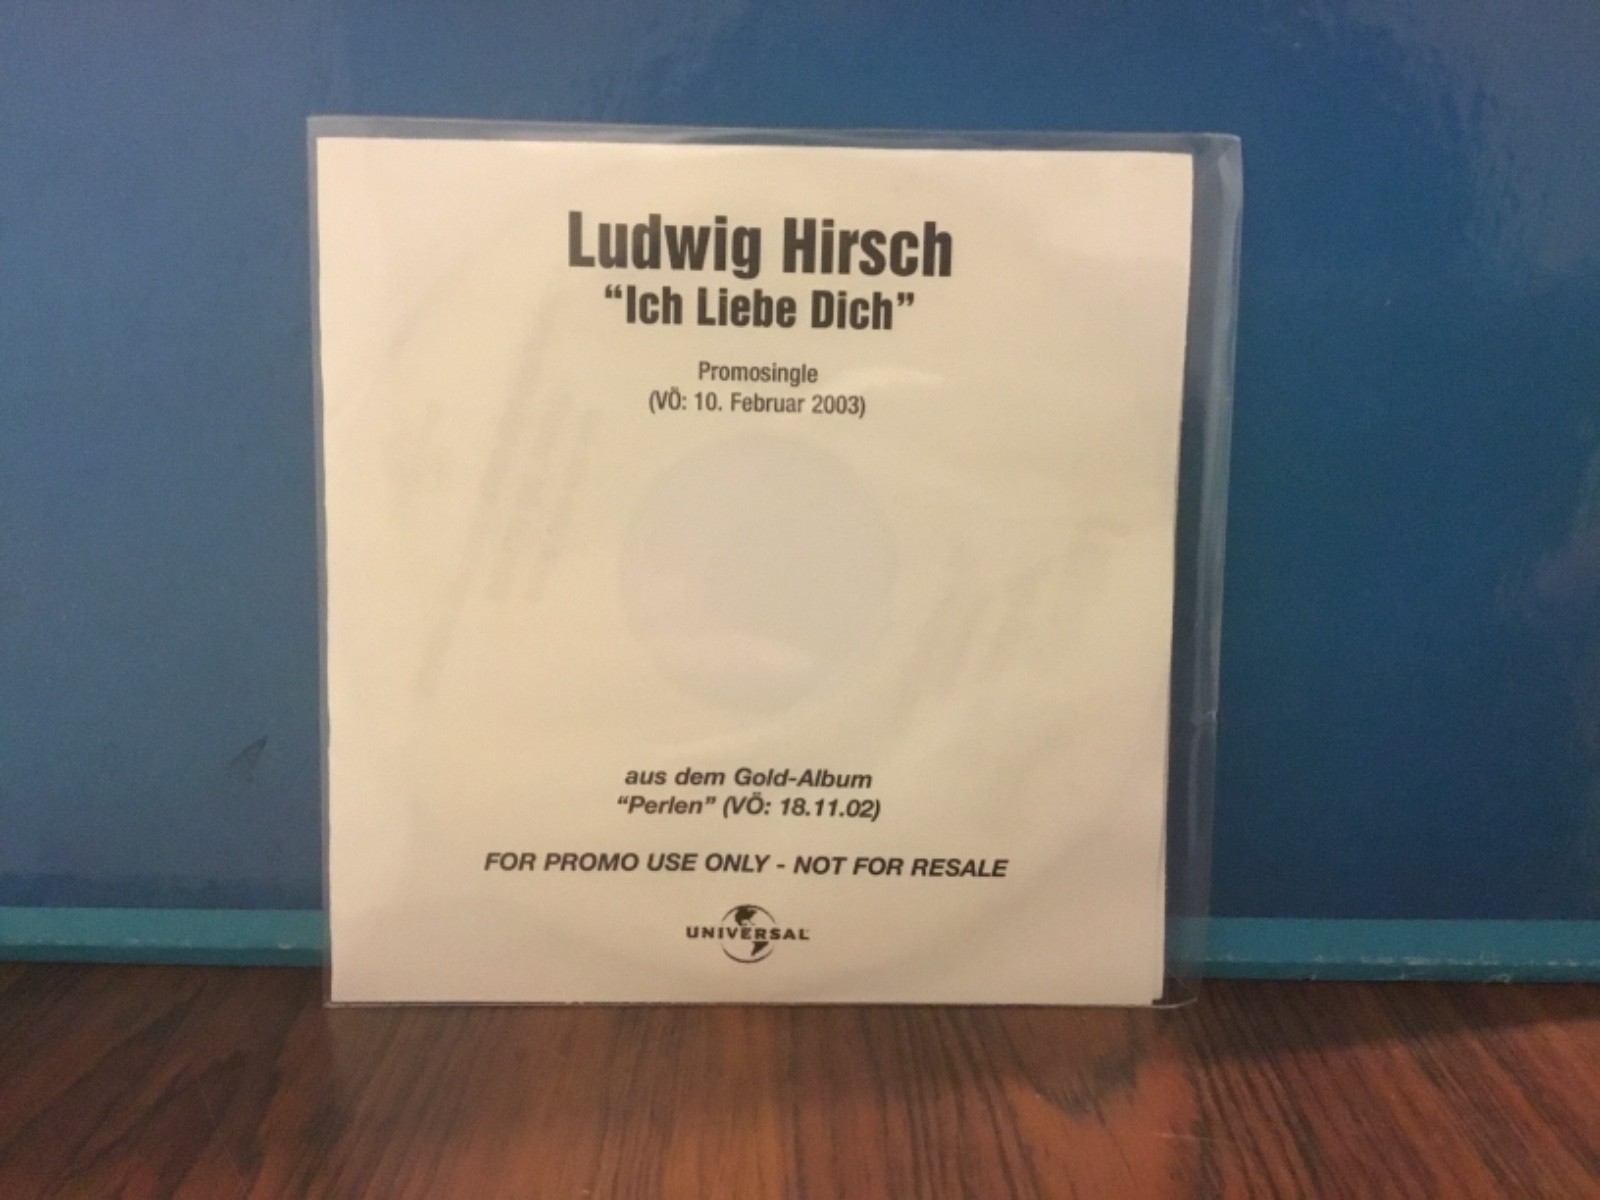 Ludwig Hirsch
“Ich Liebe Dich”
Promosingle
(VÖ: 10. Februar 2003)
aus dem Gold-Album
“Perlen” (VÖ: 18.11.02)
FOR PROMO USE ONLY - NOT FOR RESALE
UNIVERSAL